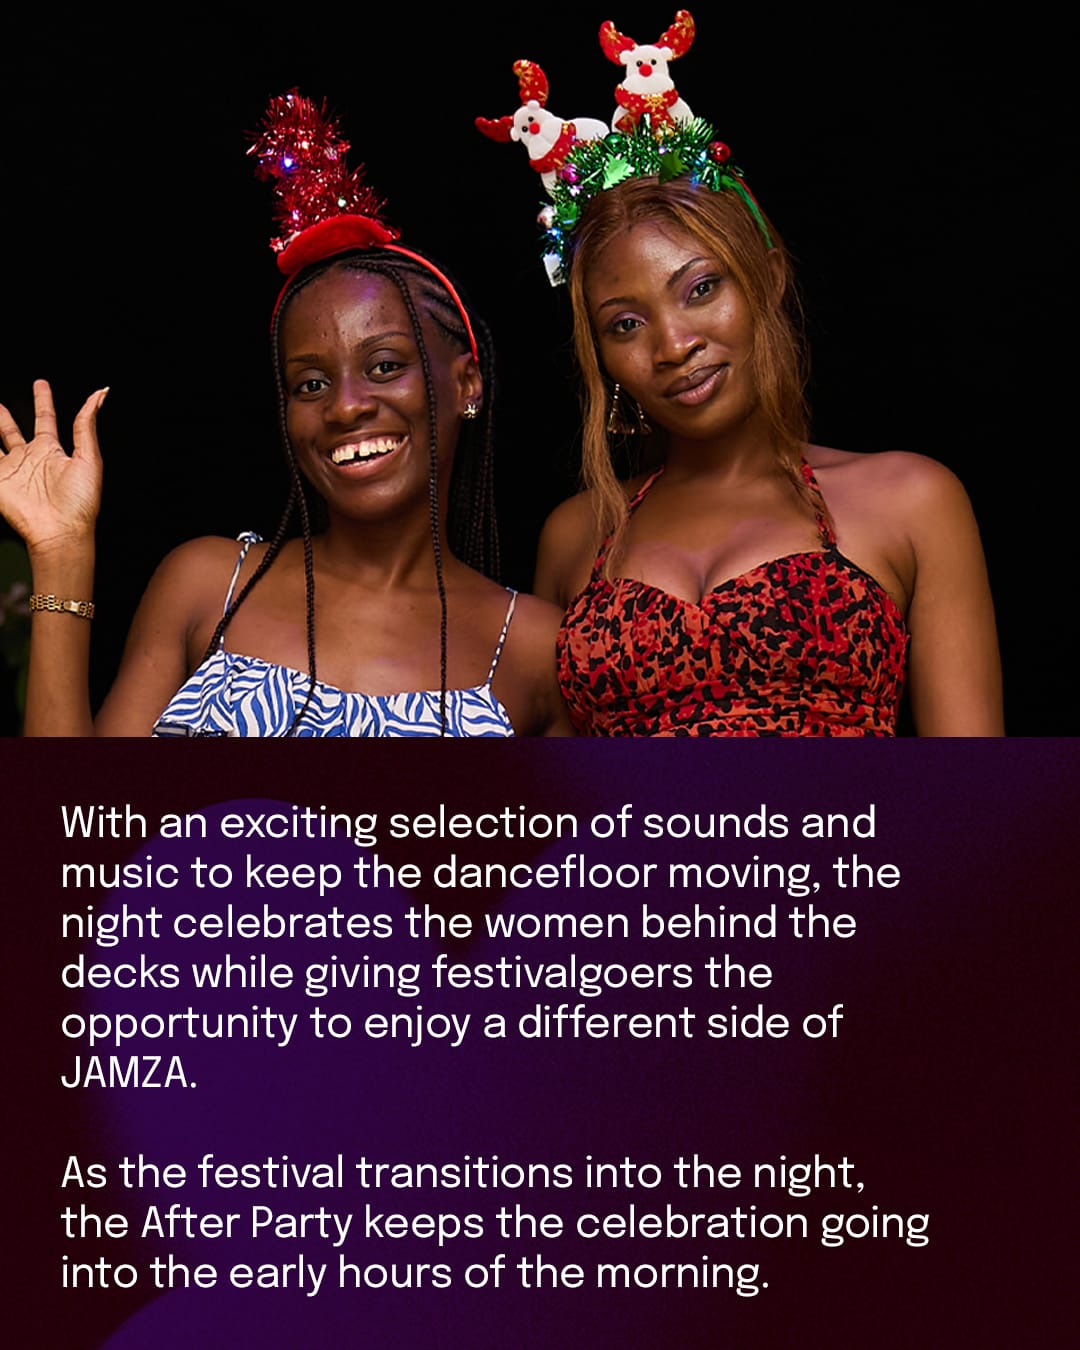 With an exciting selection of sounds and
music to keep the dancefloor moving, the
night celebrates the women behind the
decks while giving festivalgoers the
opportunity to enjoy a different side of
JAMZA.
As the festival transitions into the night,
the After Party keeps the celebration going
into the early hours of the morning.